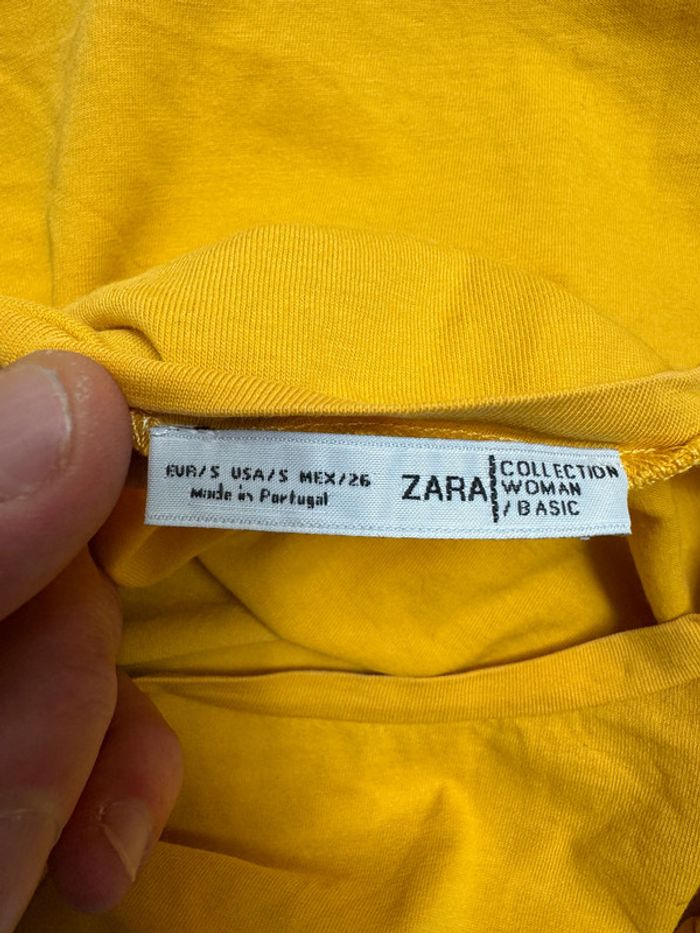 EUR/S USA/S MEX/26
Made in Portugal
ZARA
COLLECTION
WOMAN
/BASIC